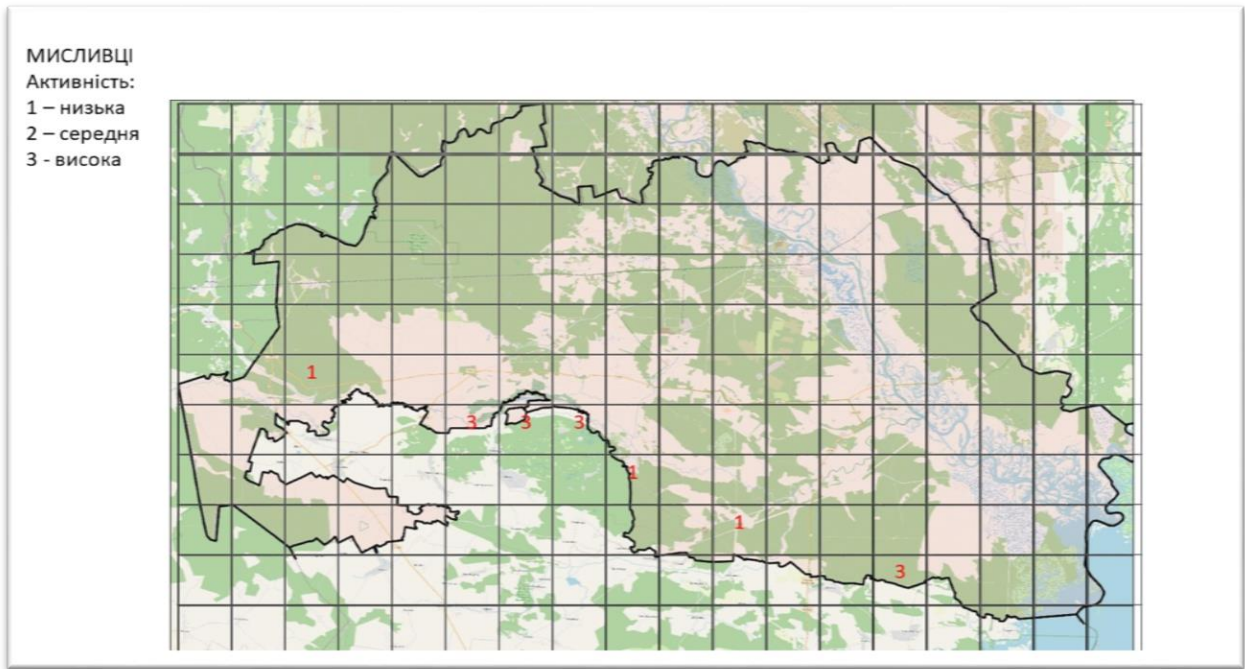 МИСЛИВЦІ
Активність:
1 – низька
2 – середня
3 - висока
1
3
3
3
1
1
3